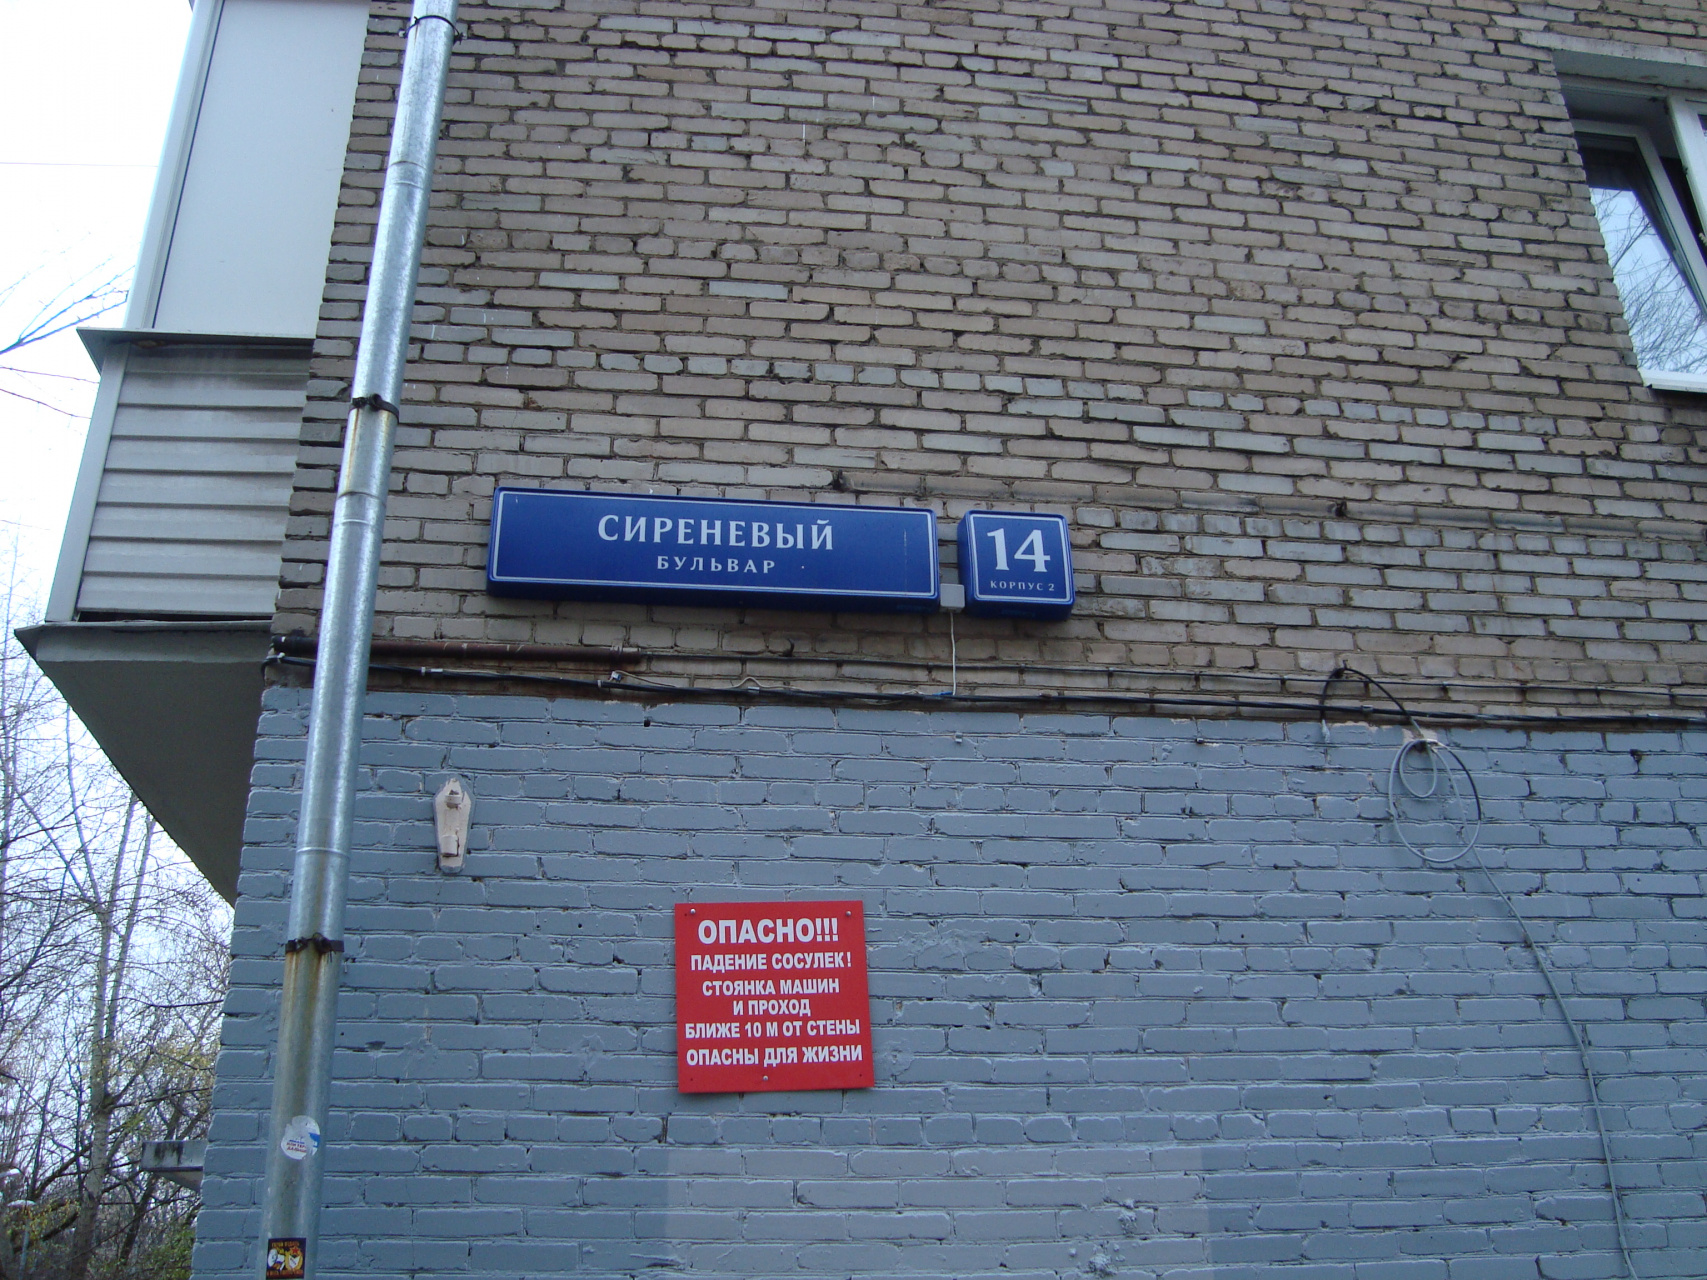 СИРЕНЕВЫЙ
БУЛЬВАР
14
КОРПУС 2
ОПАСНО!!!
ПАДЕНИЕ СОСУЛЕК!
СТОЯНКА МАШИН
И ПРОХОД
БЛИЖЕ 10 М ОТ СТЕНЫ
ОПАСНЫ ДЛЯ ЖИЗНИ